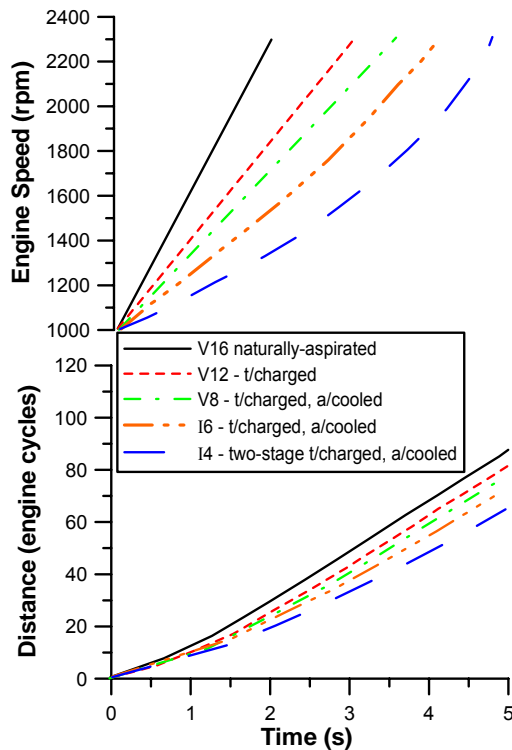 2400
2200
2000
1800
1600
1400
1200
1000
Engine Speed (rpm)
V16 naturally-aspirated
V12 - t/charged
V8 - t/charged, a/cooled
I6 - t/charged, a/cooled
I4 - two-stage t/charged, a/cooled
120
100
80
60
40
20
0
Distance (engine cycles)
0 1 2 3 4 5
Time (s)